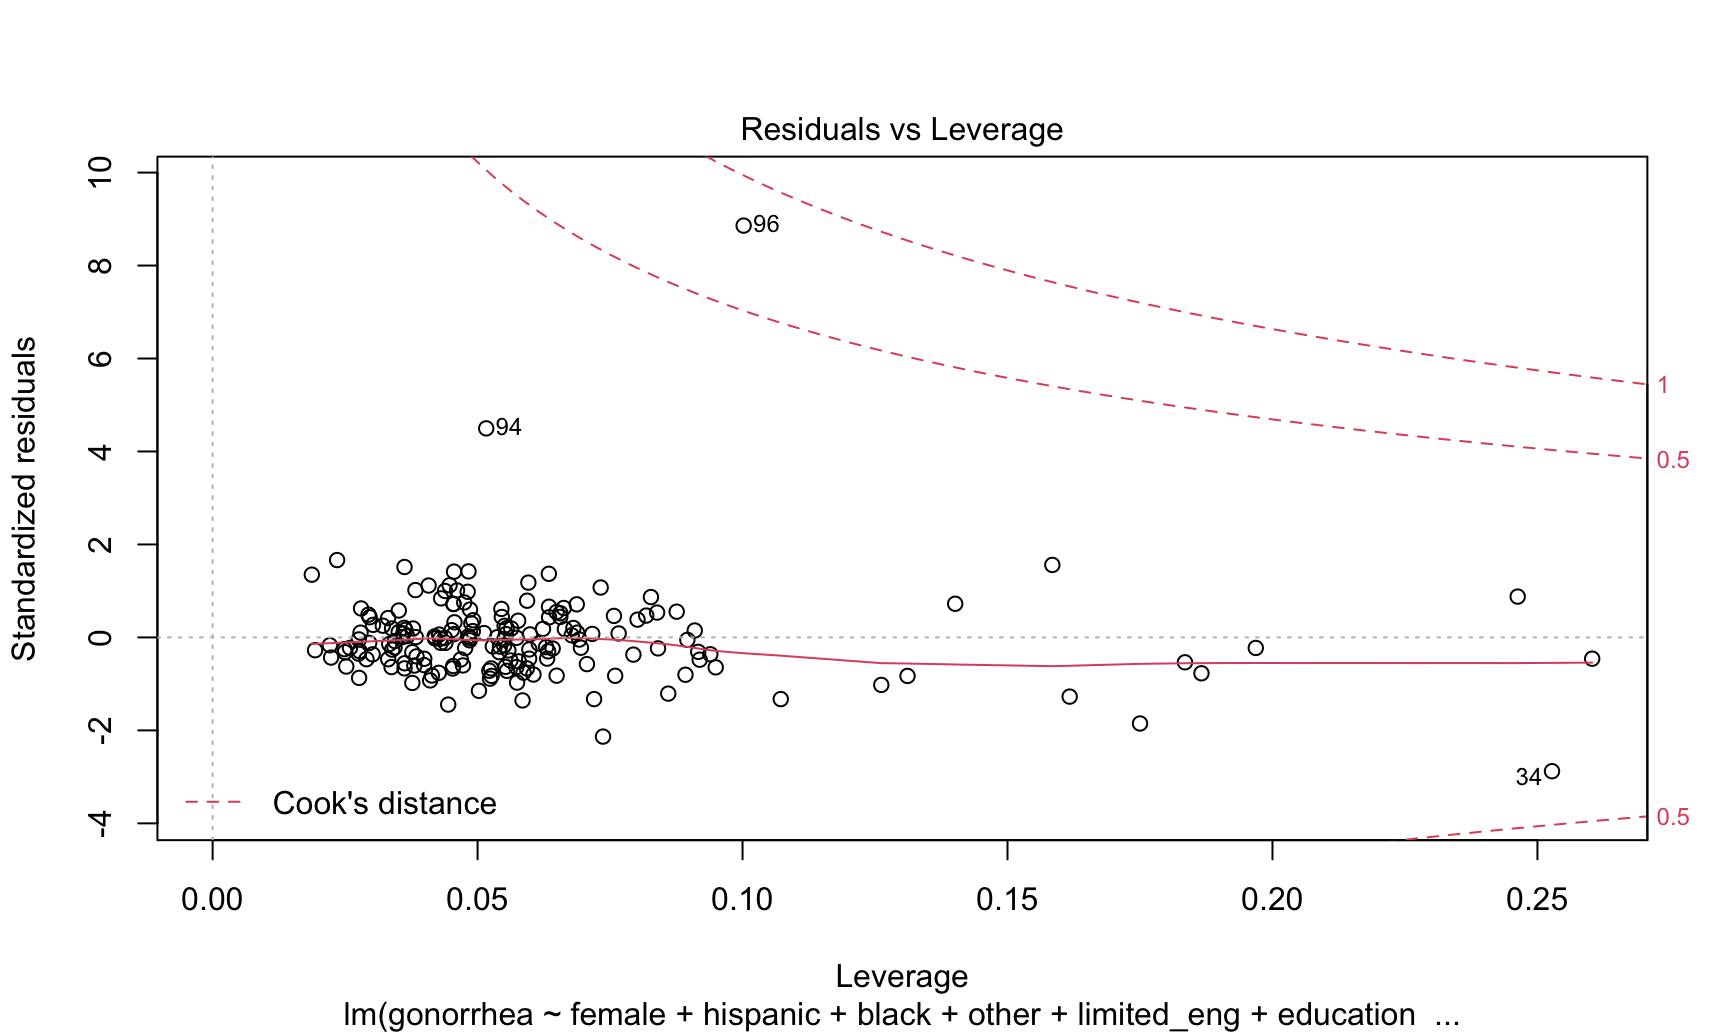 Residuals vs Leverage
Standardized residuals
10
8
6
4
2
0
-2
-4
96
94
34
1
0.5
0.5
Cook's distance
0.00 0.05 0.10 0.15 0.20 0.25
Leverage
lm(gonorrhea ~ female + hispanic + black + other + limited_eng + education ...